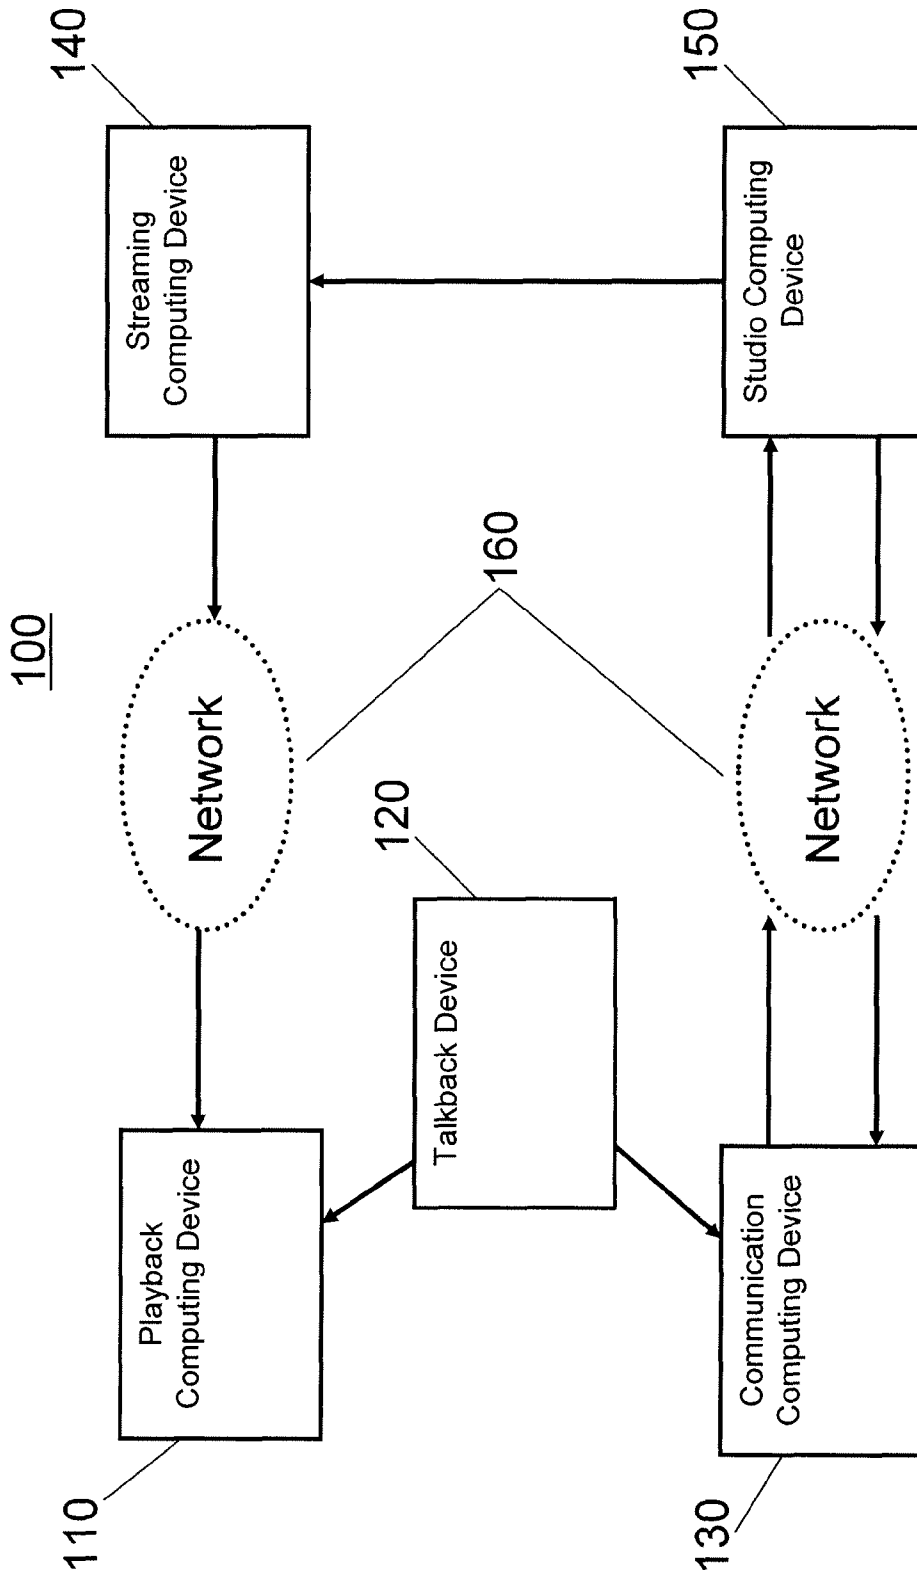 100
110
Playback
Computing Device
Network
Streaming
Computing Device
140
Talkback Device
120
160
130
Communication
Computing Device
Network
Studio Computing
Device
150